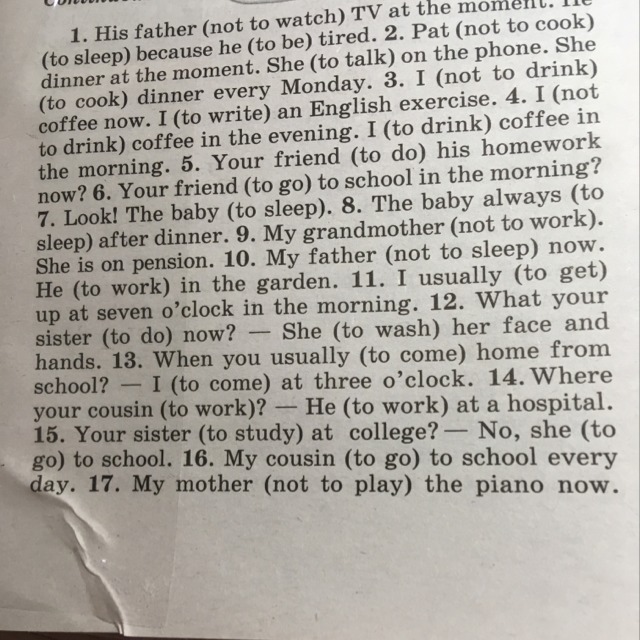 1. His father (not to watch) TV at the moment. He
(to sleep) because he (to be) tired. 2. Pat (not to cook)
dinner at the moment. She (to talk) on the phone. She
(to cook) dinner every Monday. 3. I (not to drink)
coffee now. I (to write) an English exercise. 4. I (not
to drink) coffee in the evening. I (to drink) coffee in
the morning. 5. Your friend (to do) his homework
now? 6. Your friend (to go) to school in the morning?
7. Look! The baby (to sleep). 8. The baby always (to
sleep) after dinner. 9. My grandmother (not to work).
She is on pension. 10. My father (not to sleep) now.
He (to work) in the garden. 11. I usually (to get)
up at seven o'clock in the morning. 12. What your
sister (to do) now? — She (to wash) her face and
hands. 13. When you usually (to come) home from
school? — I (to come) at three o'clock. 14. Where
your cousin (to work)? — He (to work) at a hospital.
15. Your sister (to study) at college? — No, she (to
go) to school. 16. My cousin (to go) to school every
day. 17. My mother (not to play) the piano now.